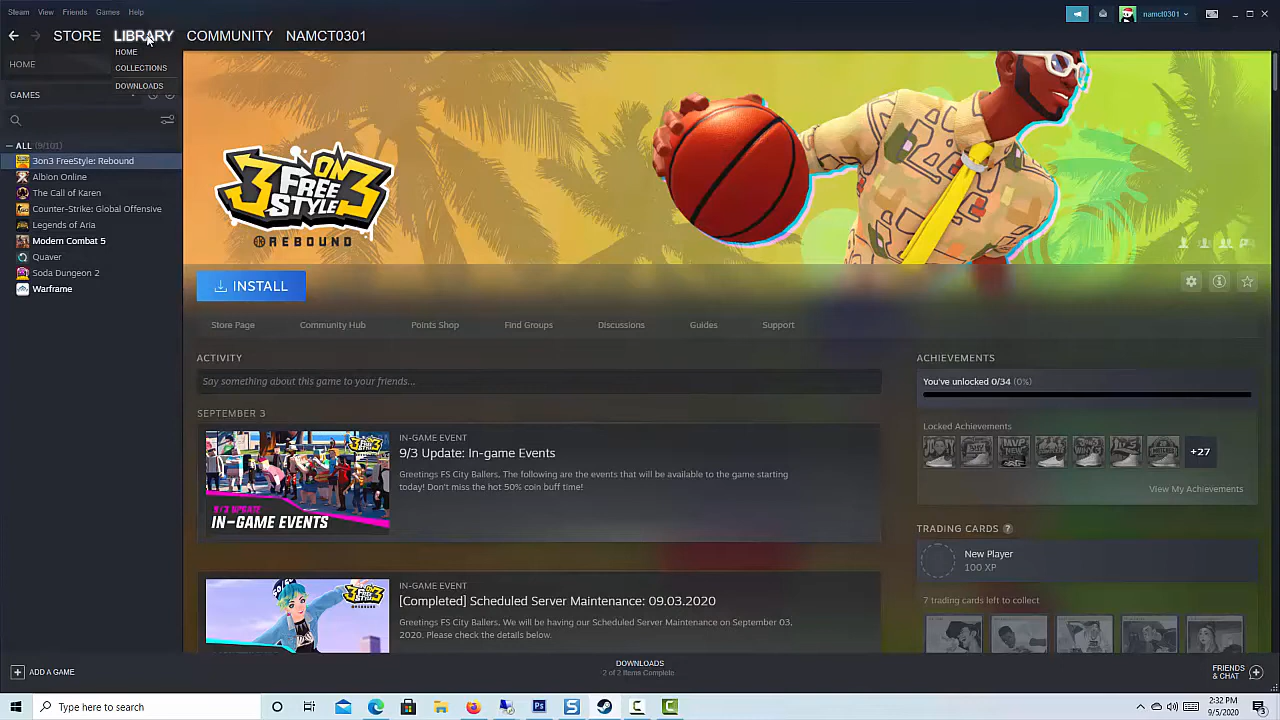 Steam View Friends Games Help
namct0301
STORE LIBRARY COMMUNITY NAMCT0301
HOME
COLLECTIONS
DOWNLOADS
HOME
GAMES
ALL (9/101)
3on3 FreeStyle: Rebound
Albion Online
The Call of Karen
Counter-Strike: Global Offensive
Legends of Aria
Modern Combat 5
Quaver
Soda Dungeon 2
Warframe
3 ON 3
FREE
STYLE
REBOUND
INSTALL
Store Page Community Hub Points Shop Find Groups Discussions Guides Support
ACTIVITY
Say something about this game to your friends...
SEPTEMBER 3
IN-GAME EVENT
9/3 Update: In-game Events
Greetings FS City Ballers, The following are the events that will be available to the game starting
today! Don't miss the hot 50% coin buff time!
9/3 UPDATE
IN-GAME EVENTS
IN-GAME EVENT
[Completed] Scheduled Server Maintenance: 09.03.2020
Greetings FS City Ballers, We will be having our Scheduled Server Maintenance on September 03,
2020. Please check the details below.
ACHIEVEMENTS
You've unlocked 0/34 (0%)
Locked Achievements
+27
View My Achievements
TRADING CARDS ?
New Player
100 XP
7 trading cards left to collect
ADD A GAME
DOWNLOADS
2 of 2 Items Complete
FRIENDS
& CHAT
Type here to search
2:32 PM
9/5/2020